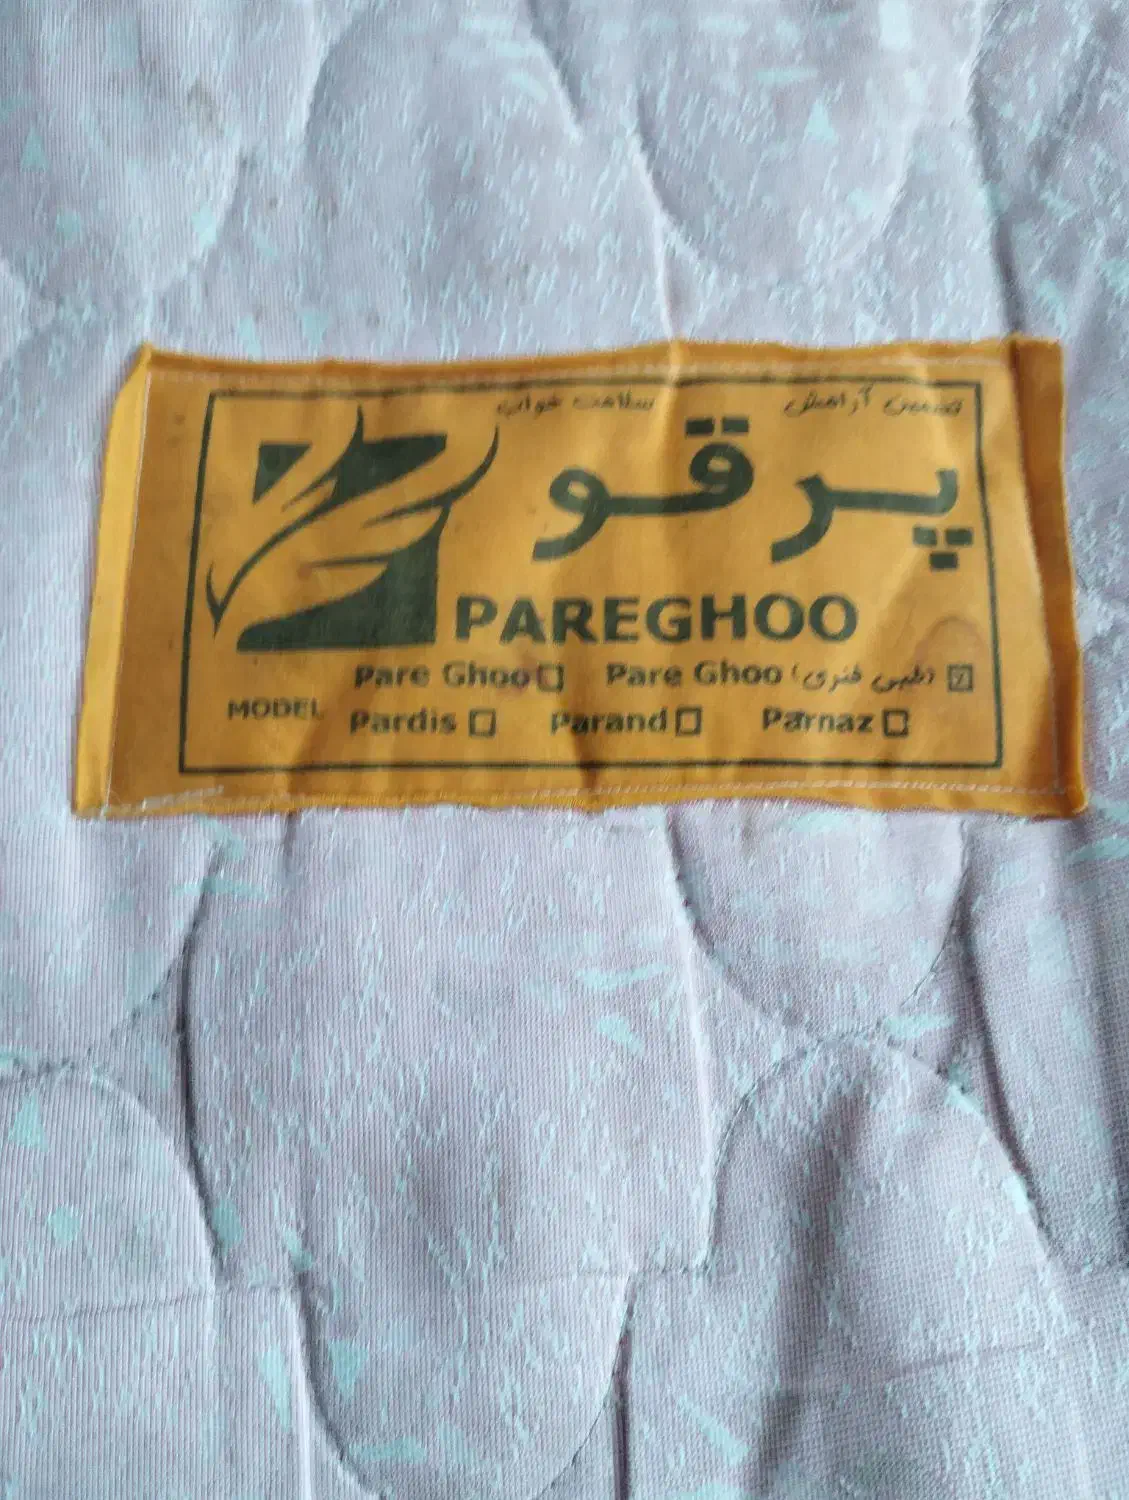 تضمین آرامش سلامت خواب
پرقو
PAREGHOO
Pare Ghoo Pare Ghoo (طبی فنری)
MODEL
Pardis Parand Parnaz